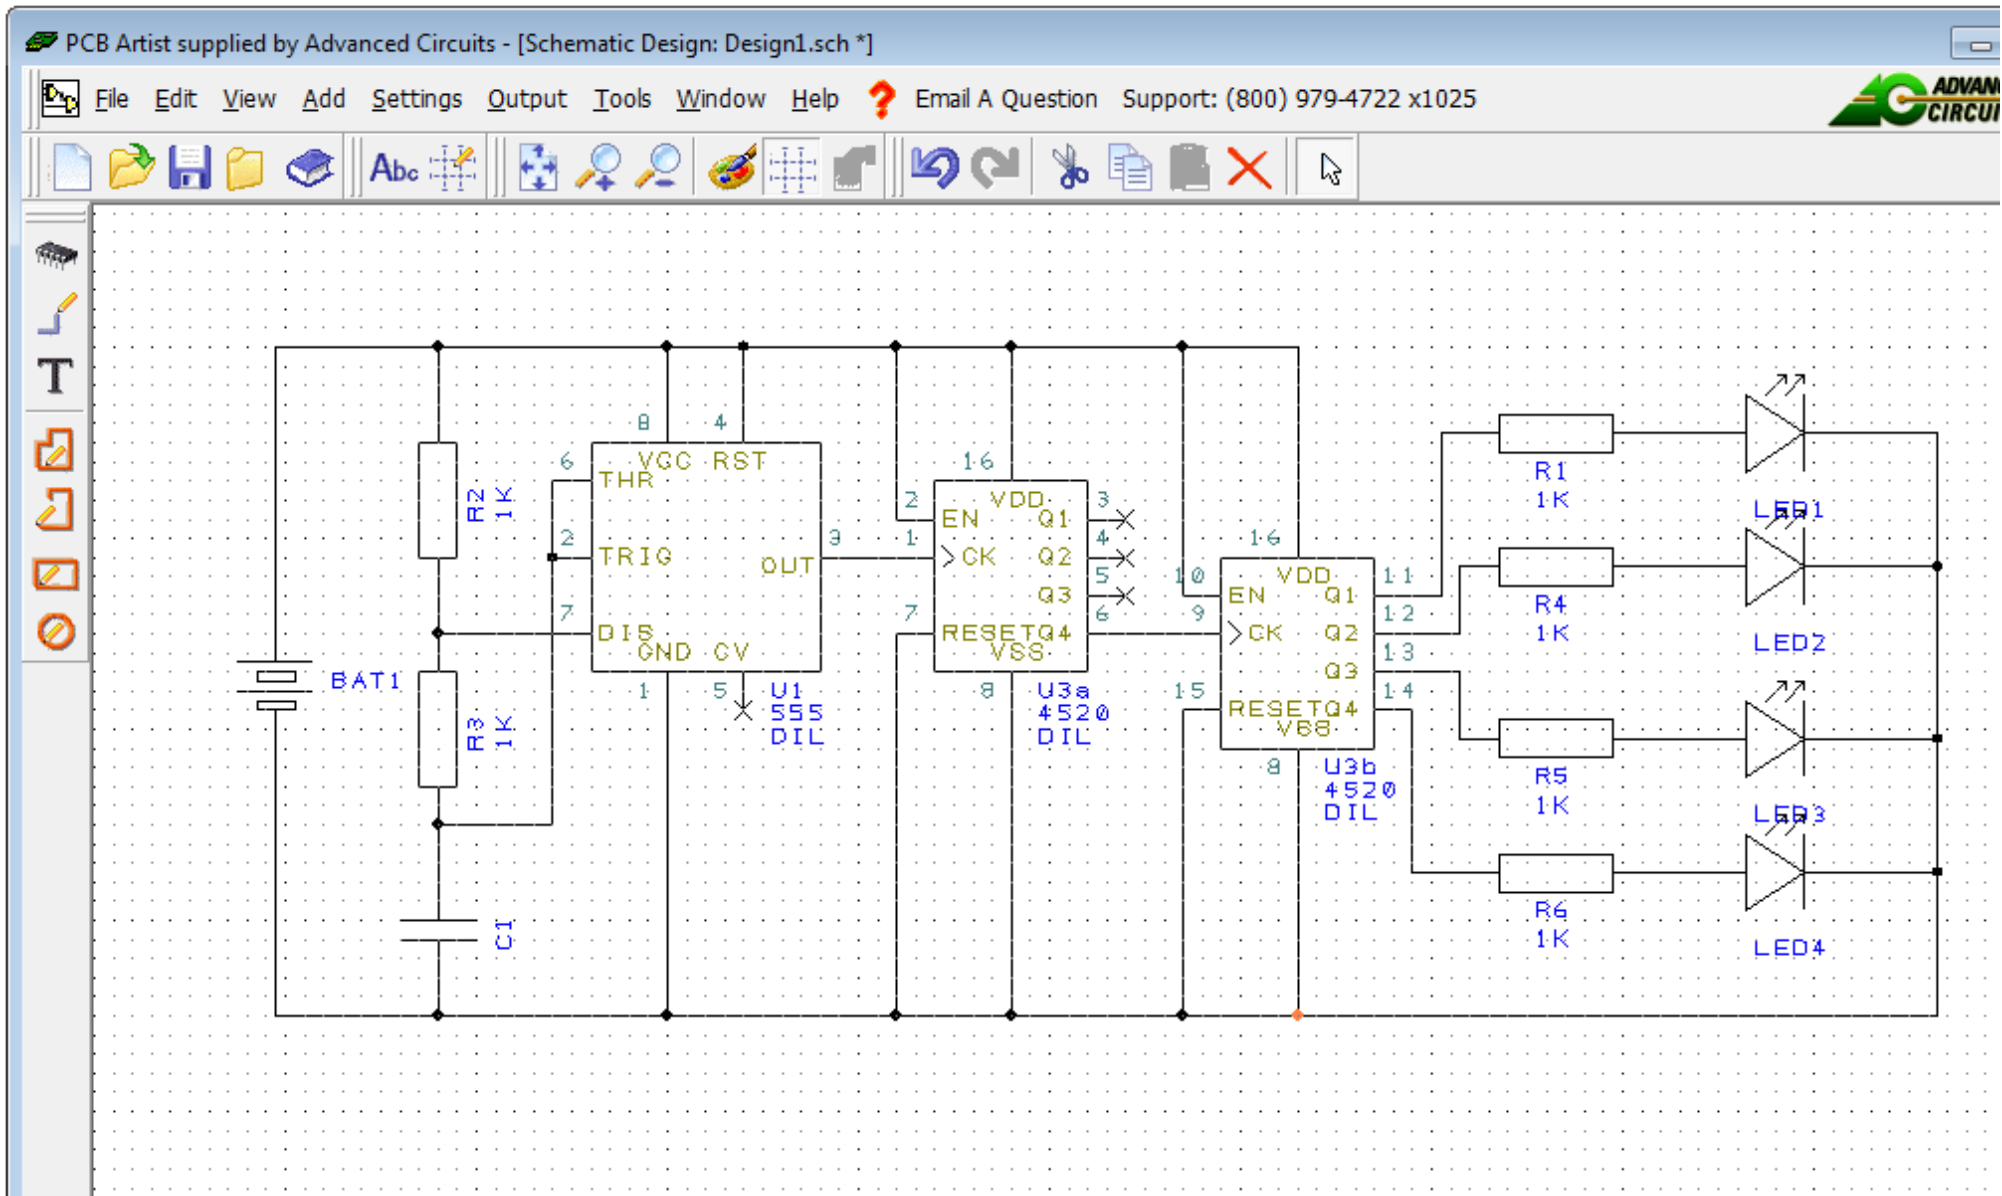 PCB Artist supplied by Advanced Circuits - [Schematic Design: Design1.sch *]
File Edit View Add Settings Output Tools Window Help ? Email A Question Support: (800) 979-4722 x1025
Abc
T
8 4
6 VCC RST
THR
R2
1K
2 TRIG
OUT 3
7 DIS
GND CV
1 5
U1
555
DIL
BAT1
R3
1K
C1
16
2 VDD 3
EN Q1
1 4
CK Q2
5
Q3
7 6
RESET Q4
VSS
8
U3a
4520
DIL
16
10 VDD 11
EN Q1
9 12
CK Q2
13
Q3
15 14
RESET Q4
VSS
8
U3b
4520
DIL
R1
1K
LED1
R4
1K
LED2
R5
1K
LED3
R6
1K
LED4